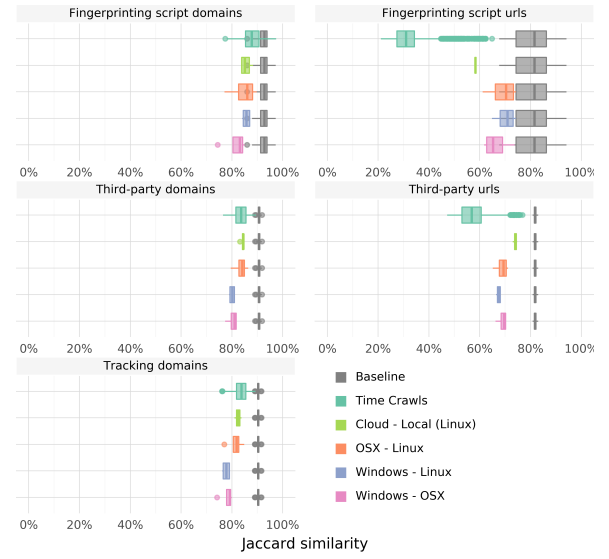 Fingerprinting script domains
Fingerprinting script urls
0% 20% 40% 60% 80% 100%
0% 20% 40% 60% 80% 100%
Third-party domains
Third-party urls
0% 20% 40% 60% 80% 100%
0% 20% 40% 60% 80% 100%
Tracking domains
Baseline
Time Crawls
Cloud - Local (Linux)
OSX - Linux
Windows - Linux
Windows - OSX
0% 20% 40% 60% 80% 100%
Jaccard similarity